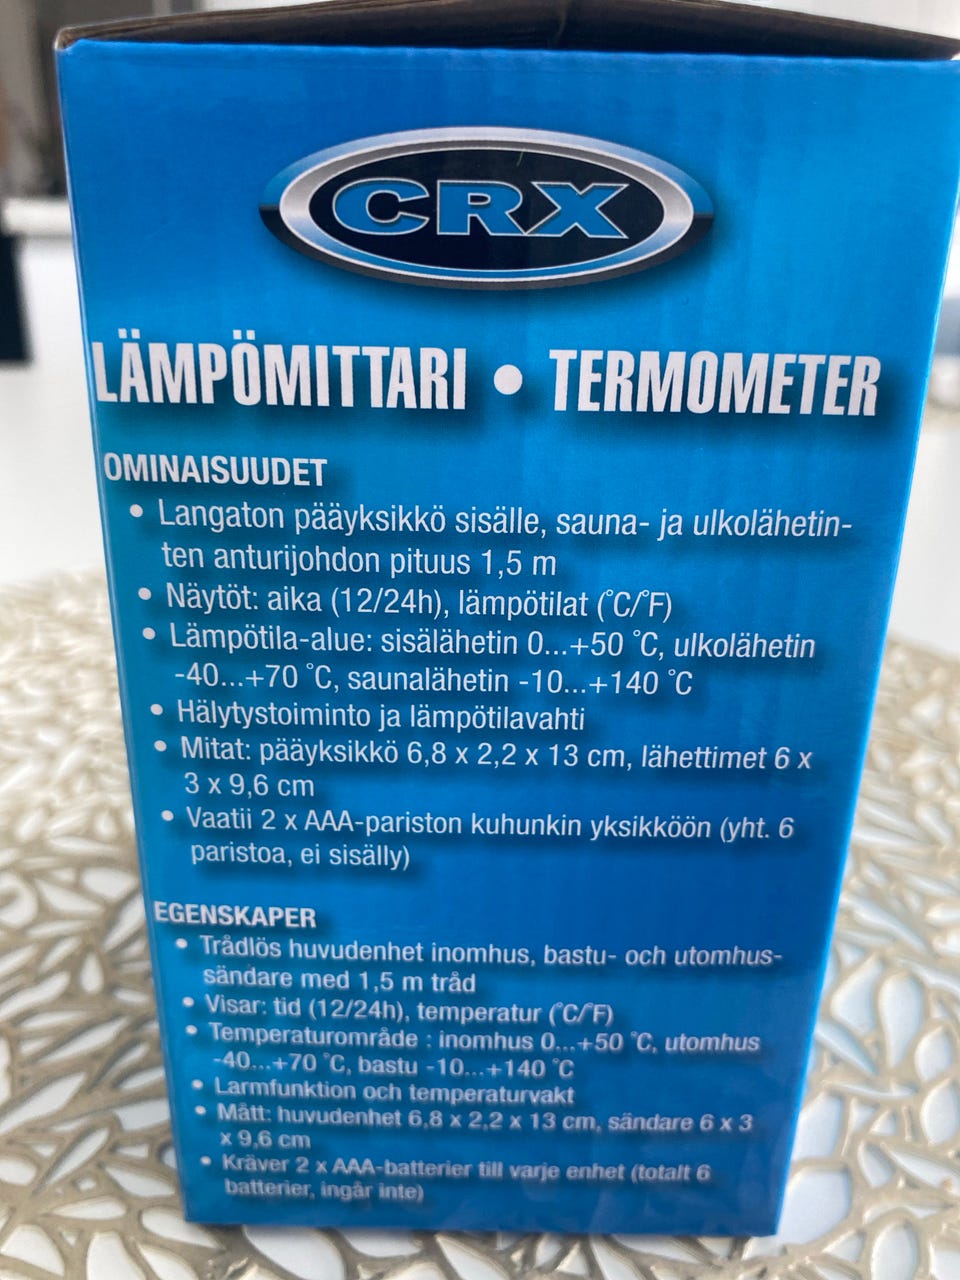 CRX
LÄMPÖMITTARI • TERMOMETER
OMINAISUUDET
• Langaton pääyksikkö sisälle, sauna- ja ulkolähetin-
ten anturijohdon pituus 1,5 m
• Näytöt: aika (12/24h), lämpötilat (°C/°F)
• Lämpötila-alue: sisälähetin 0...+50 °C, ulkolähetin
-40...+70 °C, saunalähetin -10...+140 °C
• Hälytystoiminto ja lämpötilavahti
• Mitat: pääyksikkö 6,8 x 2,2 x 13 cm, lähettimet 6 x
3 x 9,6 cm
• Vaatii 2 x AAA-pariston kuhunkin yksikköön (yht. 6
paristoa, ei sisälly)
EGENSKAPER
• Trådlös huvudenhet inomhus, bastu- och utomhus-
sändare med 1,5 m tråd
• Visar: tid (12/24h), temperatur (°C/°F)
• Temperaturområde : inomhus 0...+50 °C, utomhus
-40...+70 °C, bastu -10...+140 °C
• Larmfunktion och temperaturvakt
• Mått: huvudenhet 6,8 x 2,2 x 13 cm, sändare 6 x 3
x 9,6 cm
• Kräver 2 x AAA-batterier till varje enhet (totalt 6
batterier, ingår inte)